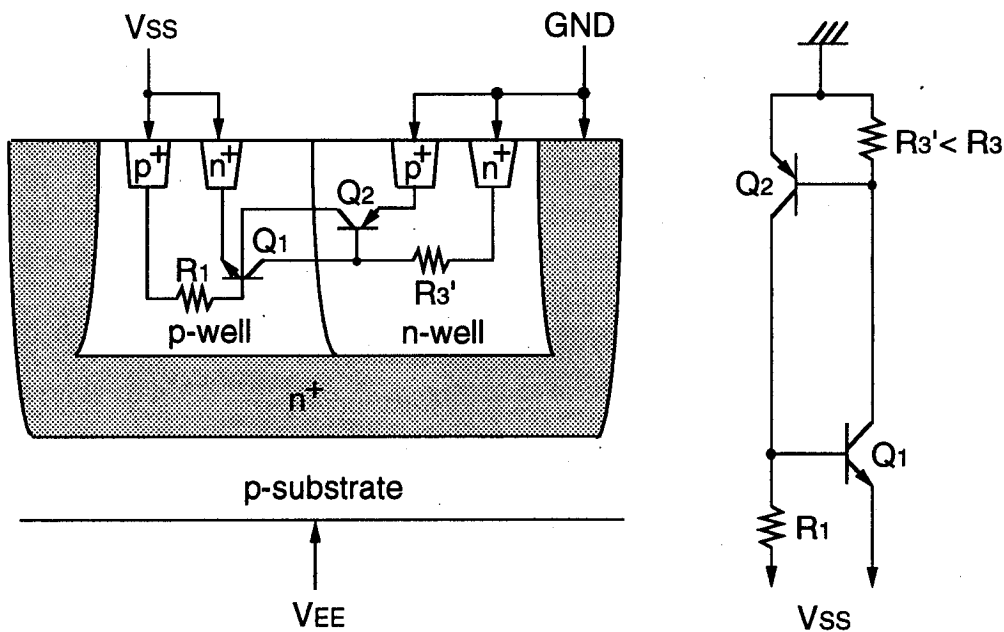 VSS
GND
p+
n+
p+
n+
Q2
Q1
R1
R3'
p-well
n-well
n+
p-substrate
VEE
R3'< R3
Q2
Q1
R1
VSS